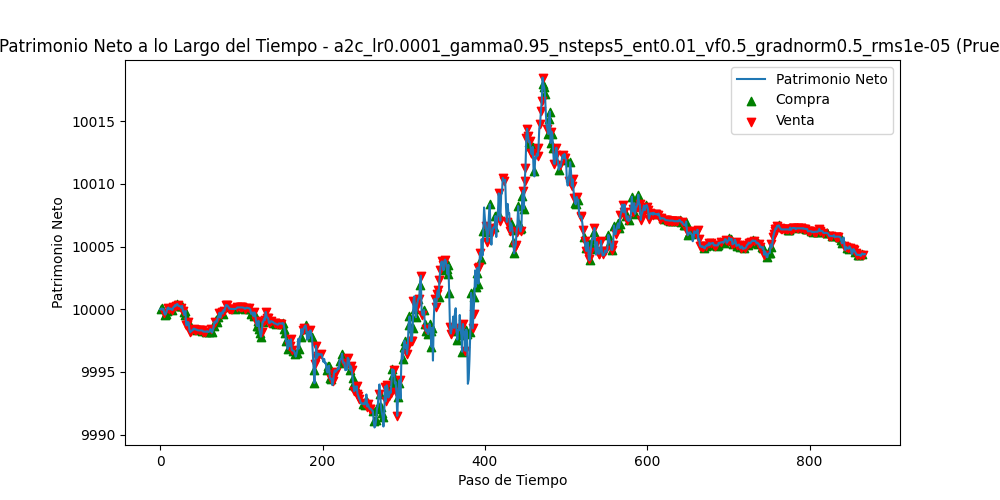 Patrimonio Neto a lo Largo del Tiempo - a2c_lr0.0001_gamma0.95_nsteps5_ent0.01_vf0.5_gradnorm0.5_rms1e-05 (Prue
Patrimonio Neto
Compra
Venta
10015
10010
10005
10000
9995
9990
Patrimonio Neto
0 200 400 600 800
Paso de Tiempo